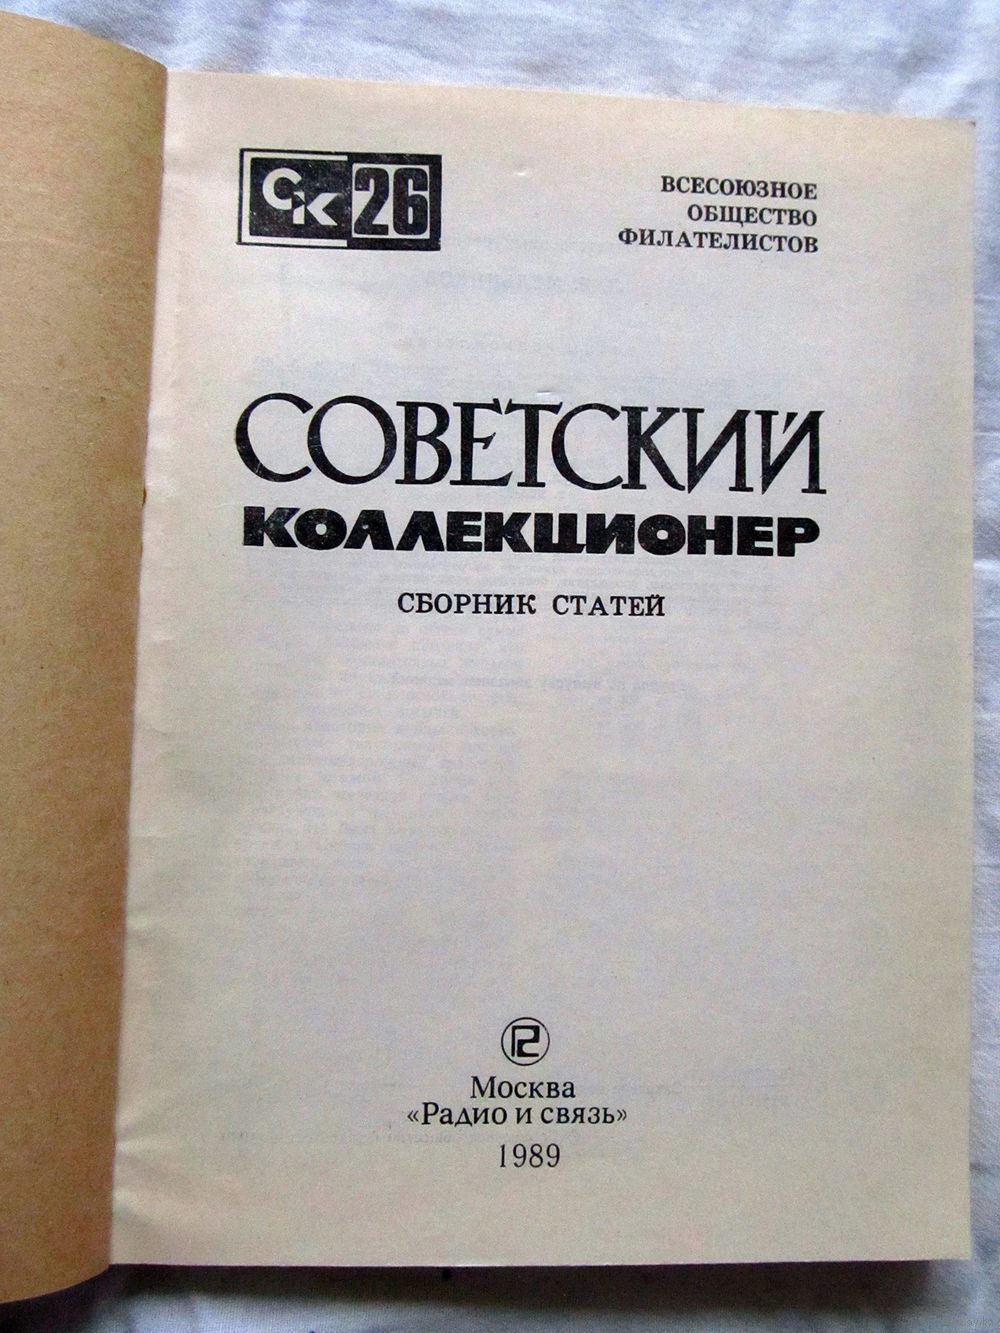 СК 26
ВСЕСОЮЗНОЕ
ОБЩЕСТВО
ФИЛАТЕЛИСТОВ
СОВЕТСКИЙ
КОЛЛЕКЦИОНЕР
СБОРНИК СТАТЕЙ
Москва
«Радио и связь»
1989